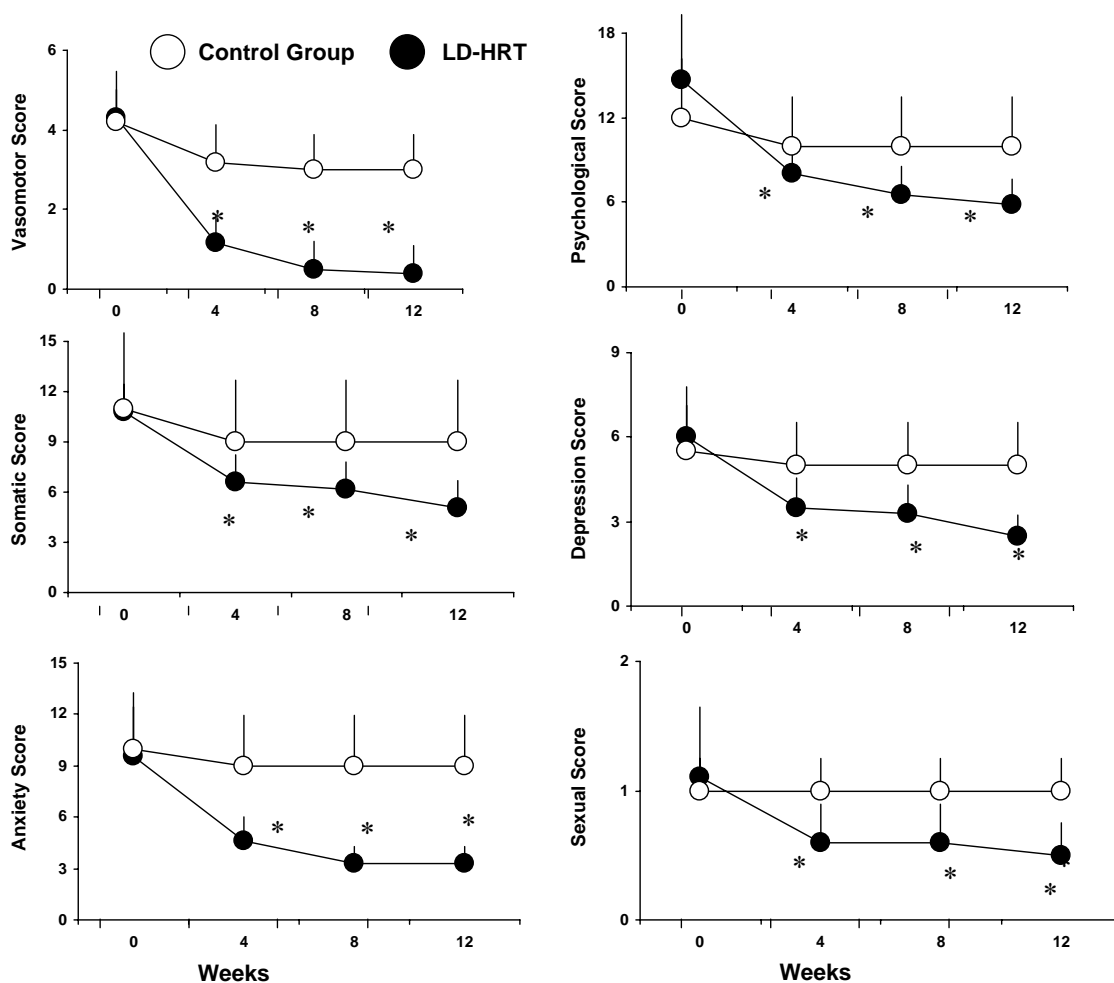 Control Group LD-HRT
Vasomotor Score
6
4
2
0
* * *
0 4 8 12
Psychological Score
18
12
6
0
* * *
0 4 8 12
Somatic Score
15
12
9
6
3
0
* * *
0 4 8 12
Depression Score
9
6
3
0
* * *
0 4 8 12
Anxiety Score
15
12
9
6
3
0
* * *
0 4 8 12
Weeks
Sexual Score
2
1
0
* * * *
0 4 8 12
Weeks